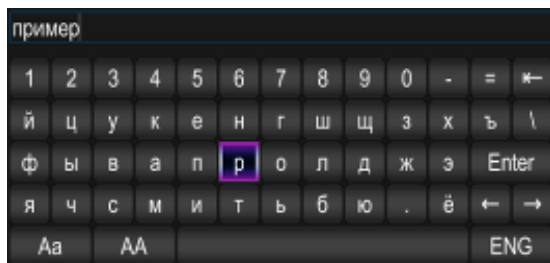 пример
1 2 3 4 5 6 7 8 9 0 - = ⇤
й ц у к е н г ш щ з х ъ \
ф ы в а п р о л д ж э Enter
я ч с м и т ь б ю . ё ← →
Aa AA ENG